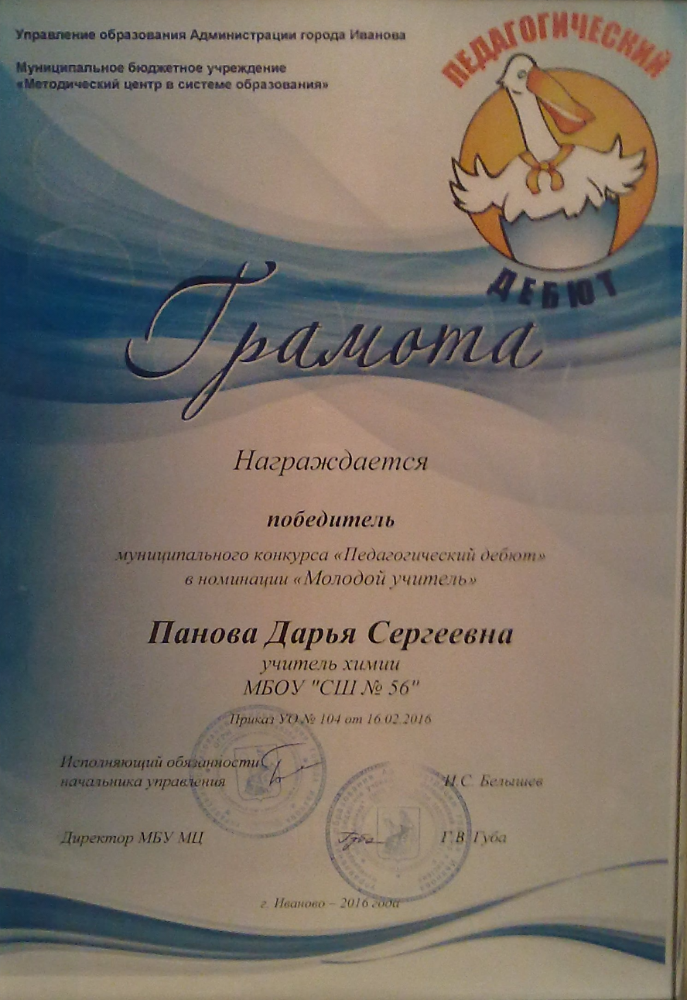 Управление образования Администрации города Иванова
Муниципальное бюджетное учреждение
«Методический центр в системе образования»
ПЕДАГОГИЧЕСКИЙ
ДЕБЮТ
Грамота
Награждается
победитель
муниципального конкурса «Педагогический дебют»
в номинации «Молодой учитель»
Панова Дарья Сергеевна
учитель химии
МБОУ "СШ № 56"
Приказ УО № 104 от 16.02.2016
Исполняющий обязанности
начальника управления
Белышев
Директор МБУ МЦ
Г.В. Губа
г. Иваново – 2016 года